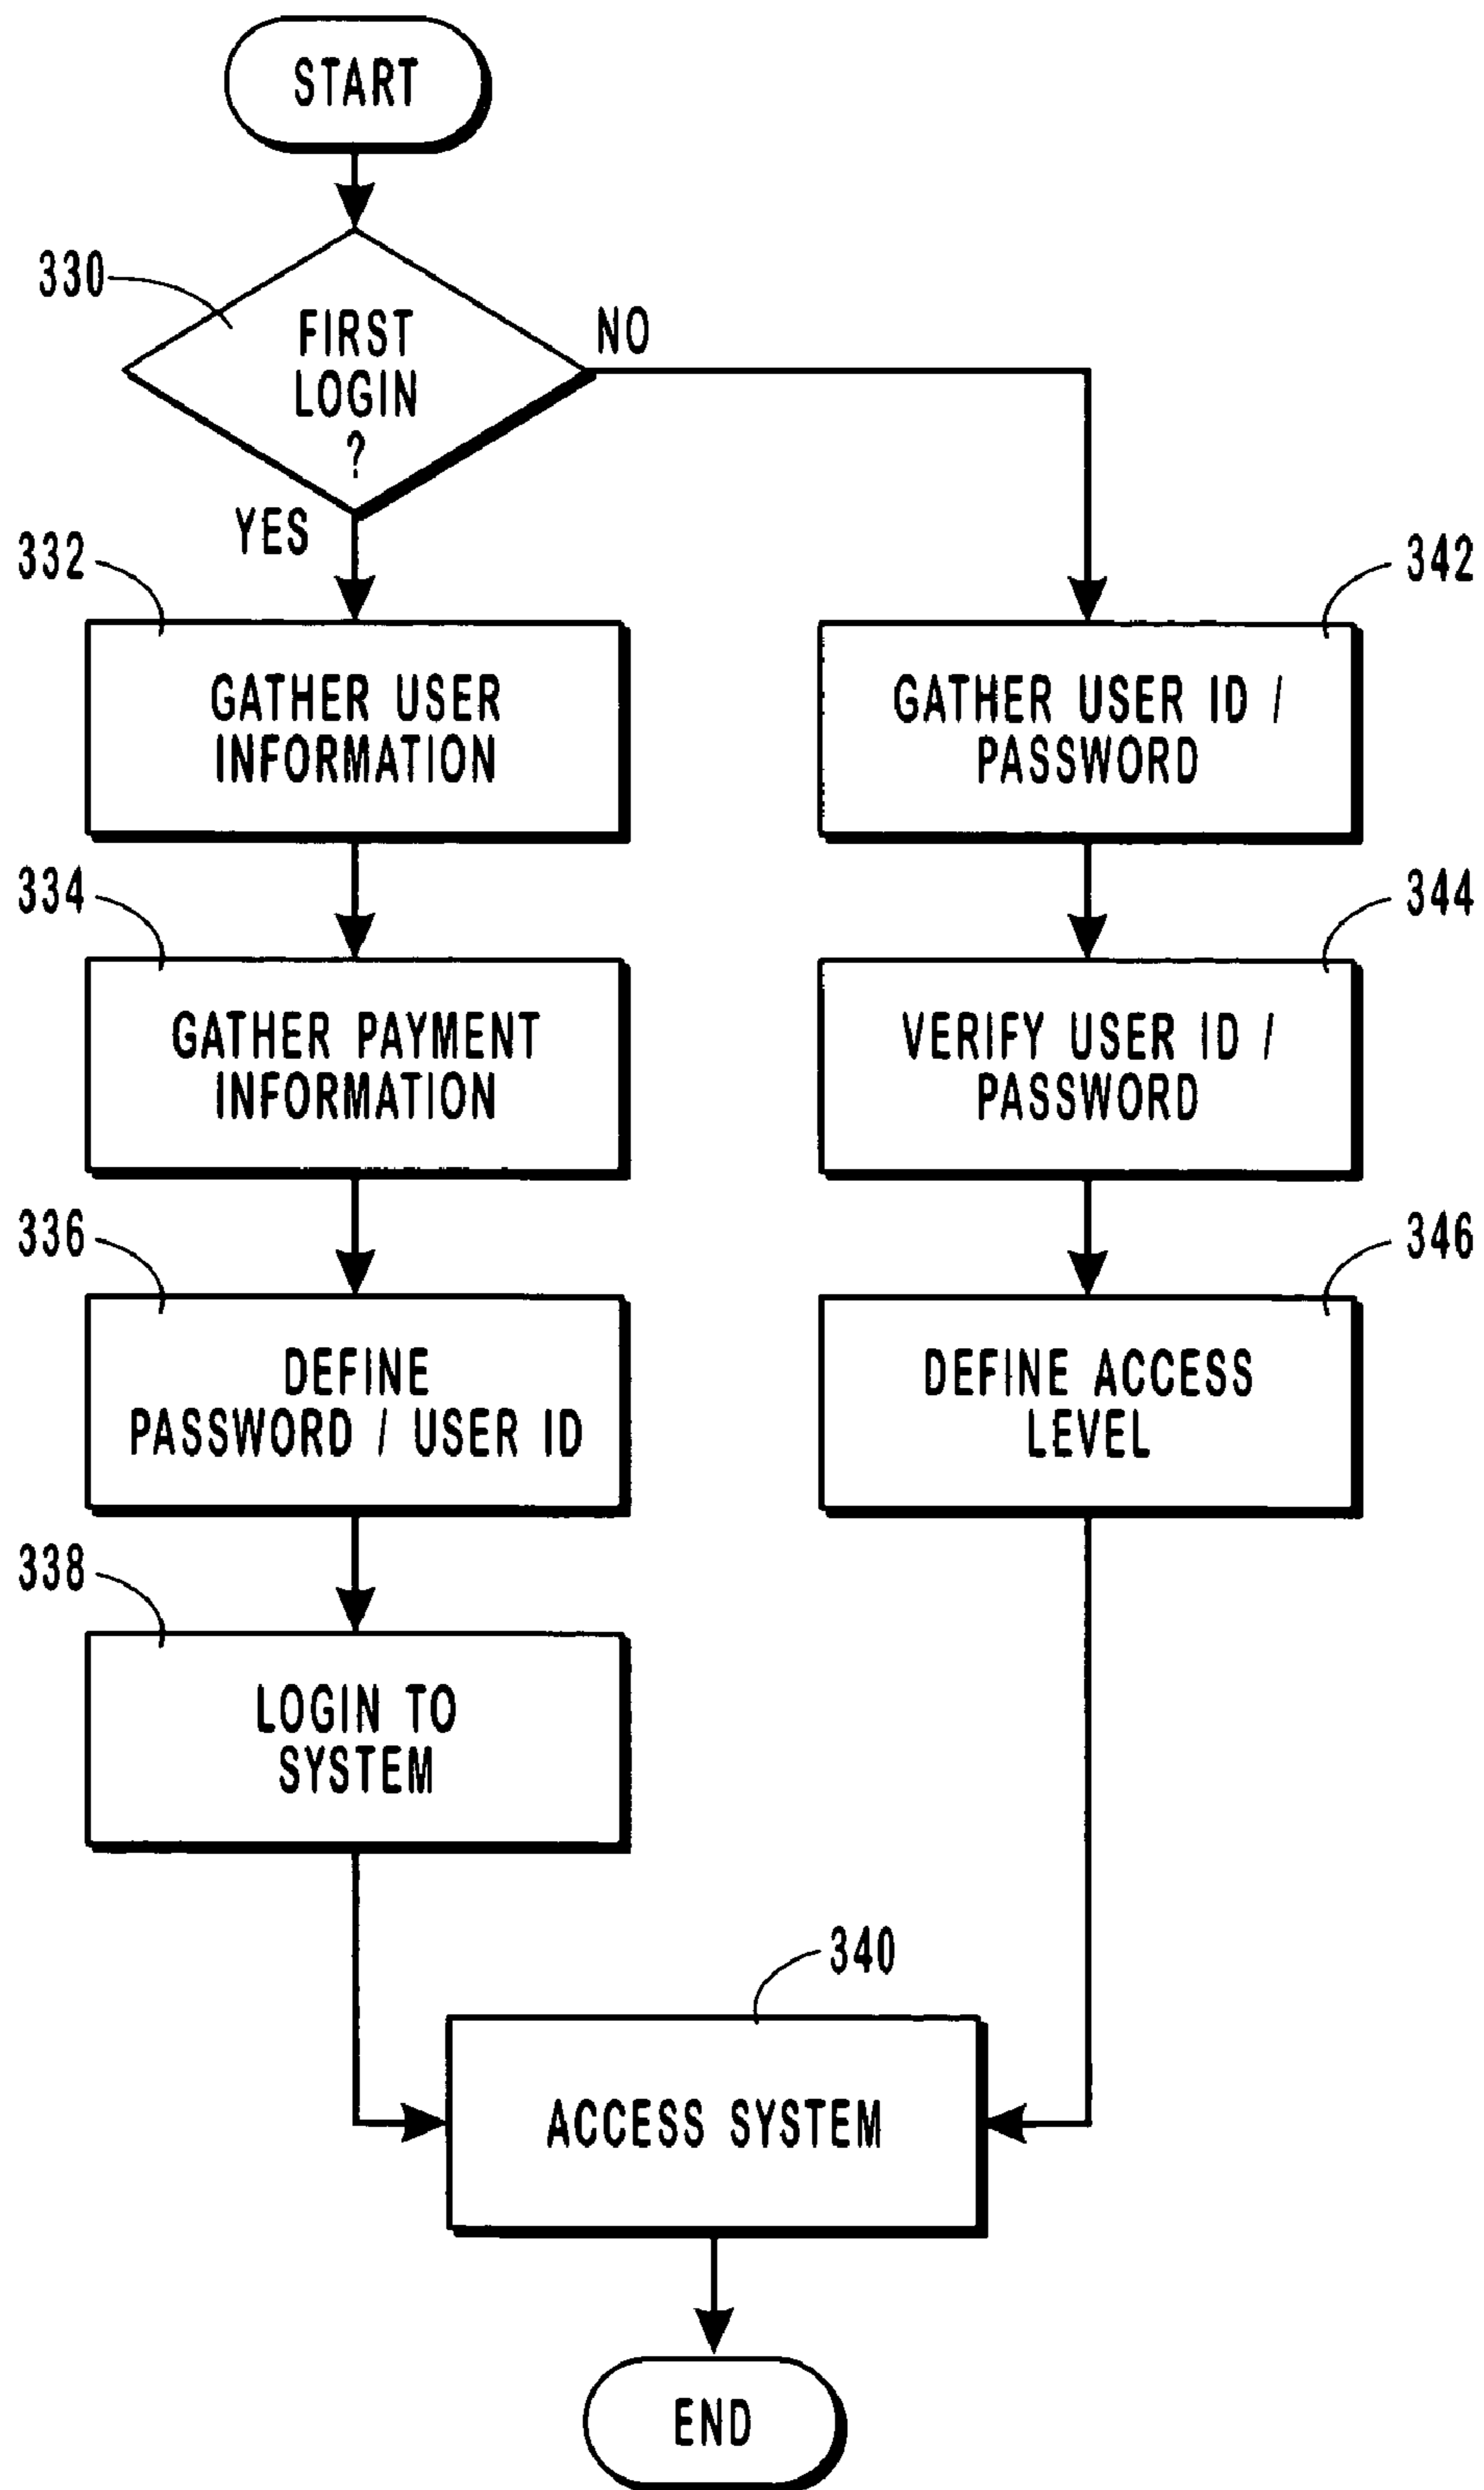 START
330
FIRST
LOGIN
?
NO
YES
332
GATHER USER
INFORMATION
342
GATHER USER ID /
PASSWORD
334
GATHER PAYMENT
INFORMATION
344
VERIFY USER ID /
PASSWORD
336
DEFINE
PASSWORD / USER ID
346
DEFINE ACCESS
LEVEL
338
LOGIN TO
SYSTEM
340
ACCESS SYSTEM
END